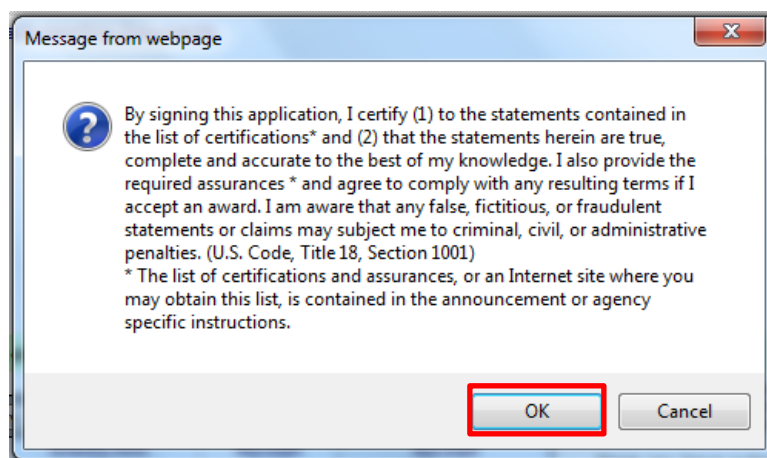 Message from webpage
x
?
By signing this application, I certify (1) to the statements contained in
the list of certifications* and (2) that the statements herein are true,
complete and accurate to the best of my knowledge. I also provide the
required assurances * and agree to comply with any resulting terms if I
accept an award. I am aware that any false, fictitious, or fraudulent
statements or claims may subject me to criminal, civil, or administrative
penalties. (U.S. Code, Title 18, Section 1001)
* The list of certifications and assurances, or an Internet site where you
may obtain this list, is contained in the announcement or agency
specific instructions.
OK
Cancel